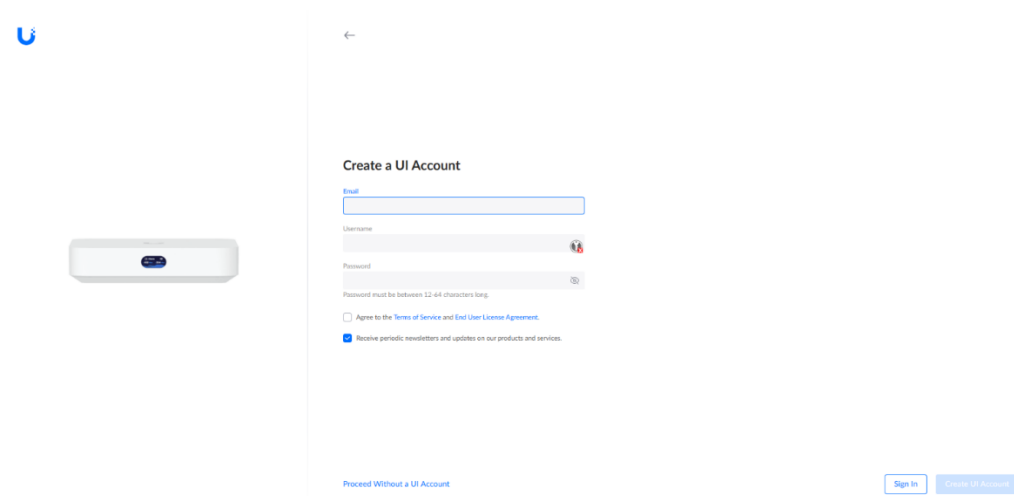 Create a UI Account
Email
Username
Password
Password must be between 12-64 characters long.
Agree to the Terms of Service and End User License Agreement.
Receive periodic newsletters and updates on our products and services.
Proceed Without a UI Account
Sign In
Create UI Account